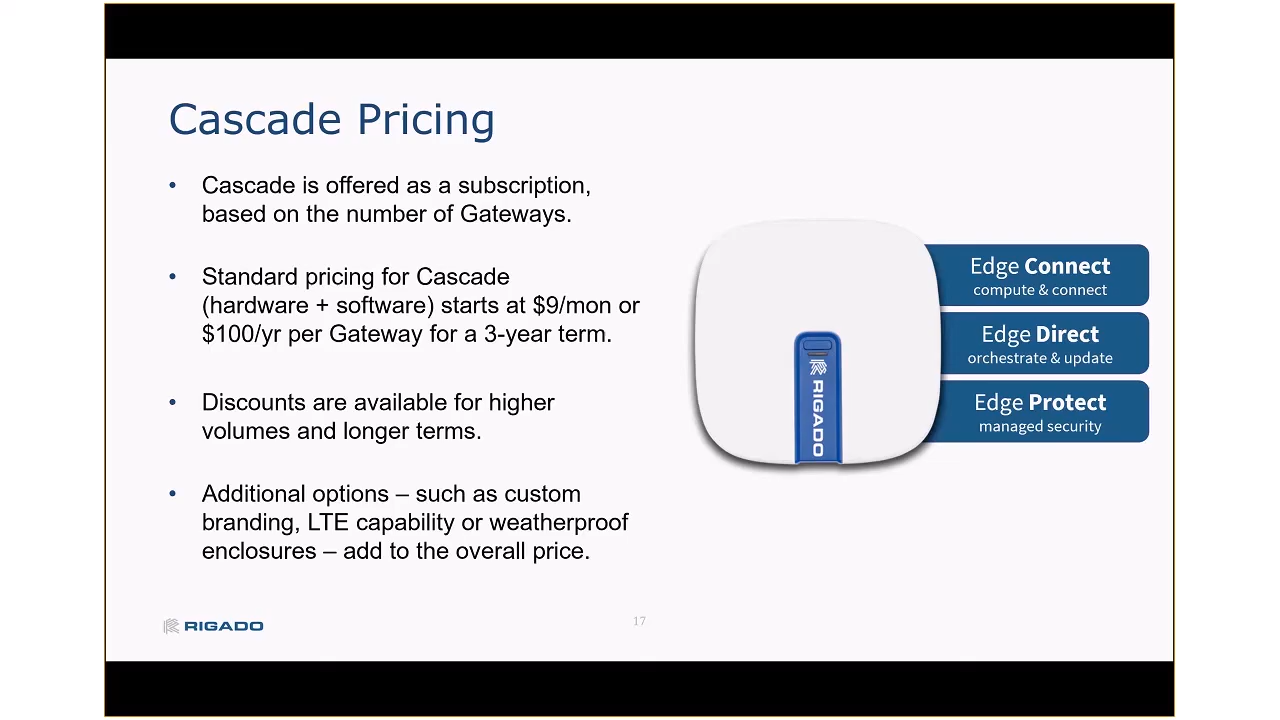 Cascade Pricing
• Cascade is offered as a subscription,
based on the number of Gateways.
• Standard pricing for Cascade
(hardware + software) starts at $9/mon or
$100/yr per Gateway for a 3-year term.
• Discounts are available for higher
volumes and longer terms.
• Additional options – such as custom
branding, LTE capability or weatherproof
enclosures – add to the overall price.
RIGADO
Edge Connect
compute & connect
Edge Direct
orchestrate & update
Edge Protect
managed security
RIGADO
17